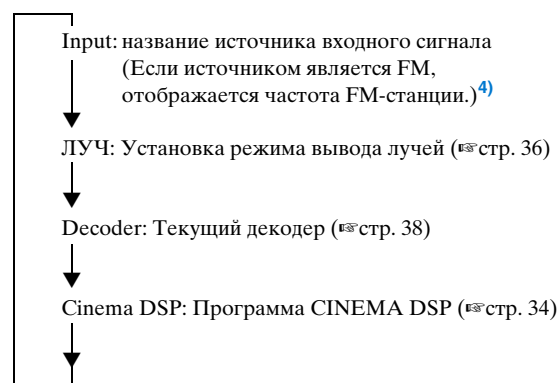 Input: название источника входного сигнала
(Если источником является FM,
отображается частота FM-станции.)4)
ЛУЧ: Установка режима вывода лучей (☞стр. 36)
Decoder: Текущий декодер (☞стр. 38)
Cinema DSP: Программа CINEMA DSP (☞стр. 34)